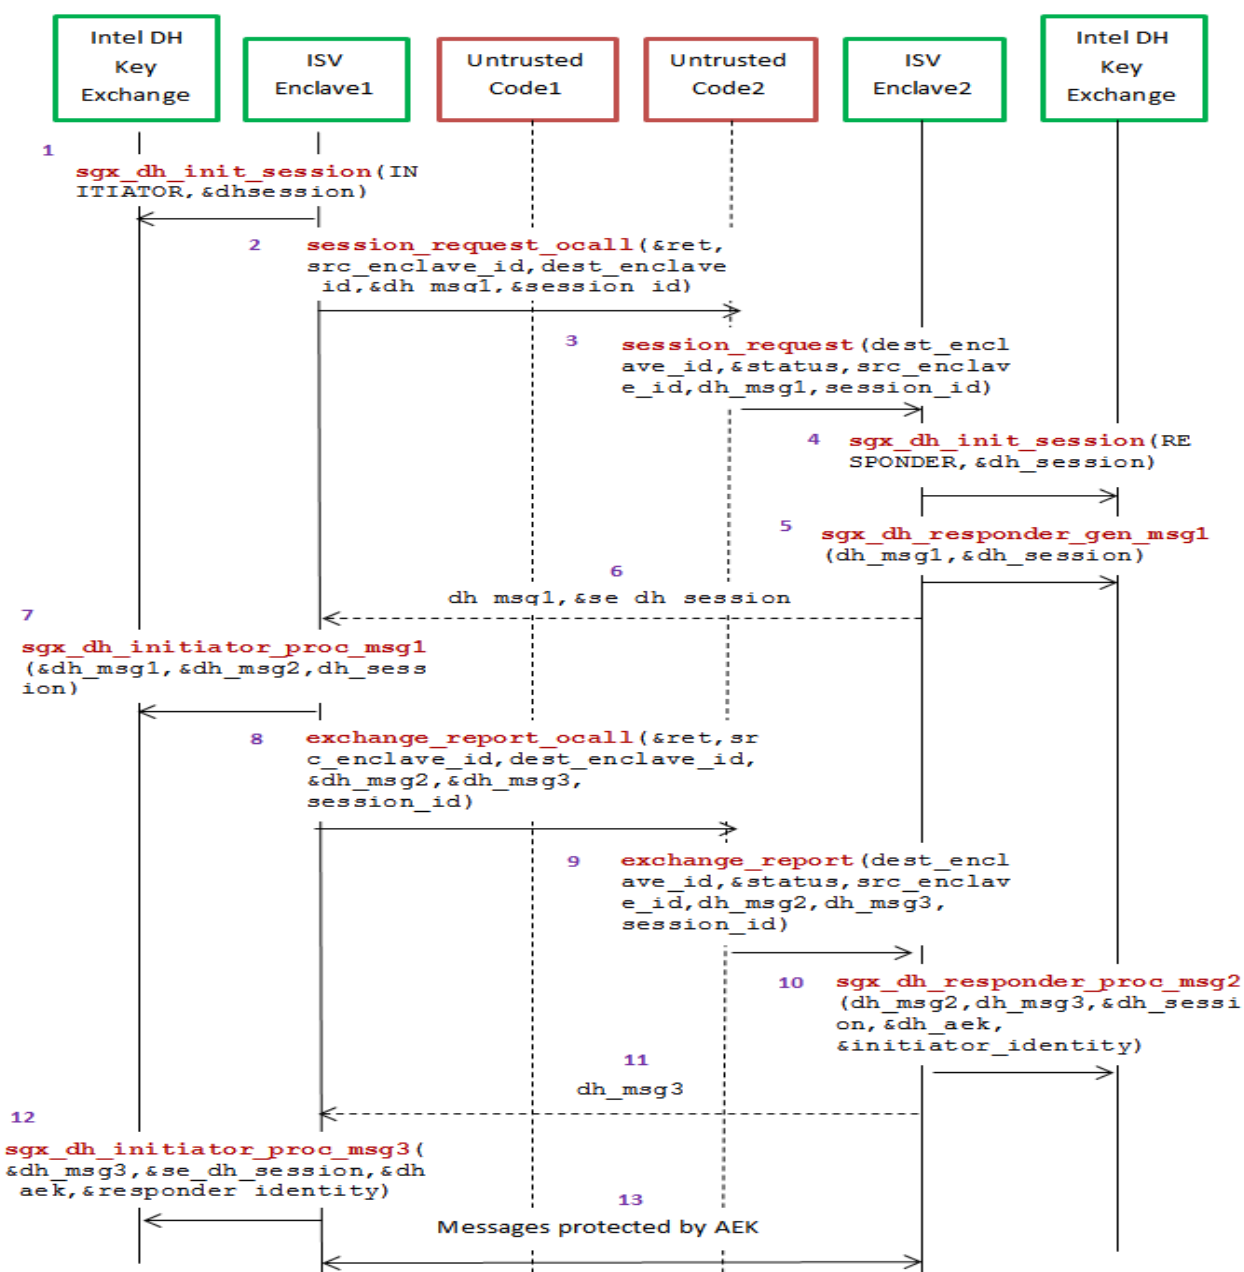 Intel DH
Key
Exchange
ISV
Enclave1
Untrusted
Code1
Untrusted
Code2
ISV
Enclave2
Intel DH
Key
Exchange
1
sgx_dh_init_session(IN
ITIATOR,&dhsession)
2
session_request_ocall(&ret,
src_enclave_id,dest_enclave
_id,&dh_msg1,&session_id)
3
session_request(dest_encl
ave_id,&status,src_enclav
e_id,dh_msg1,session_id)
4
sgx_dh_init_session(RE
SPONDER,&dh_session)
5
sgx_dh_responder_gen_msg1
(dh_msg1,&dh_session)
6
dh_msg1,&se_dh_session
7
sgx_dh_initiator_proc_msg1
(&dh_msg1,&dh_msg2,dh_sess
ion)
8
exchange_report_ocall(&ret,sr
c_enclave_id,dest_enclave_id,
&dh_msg2,&dh_msg3,
session_id)
9
exchange_report(dest_encl
ave_id,&status,src_enclav
e_id,dh_msg2,dh_msg3,
session_id)
10
sgx_dh_responder_proc_msg2
(dh_msg2,dh_msg3,&dh_sessi
on,&dh_aek,
&initiator_identity)
11
dh_msg3
12
sgx_dh_initiator_proc_msg3(
&dh_msg3,&se_dh_session,&dh
_aek,&responder_identity)
13
Messages protected by AEK